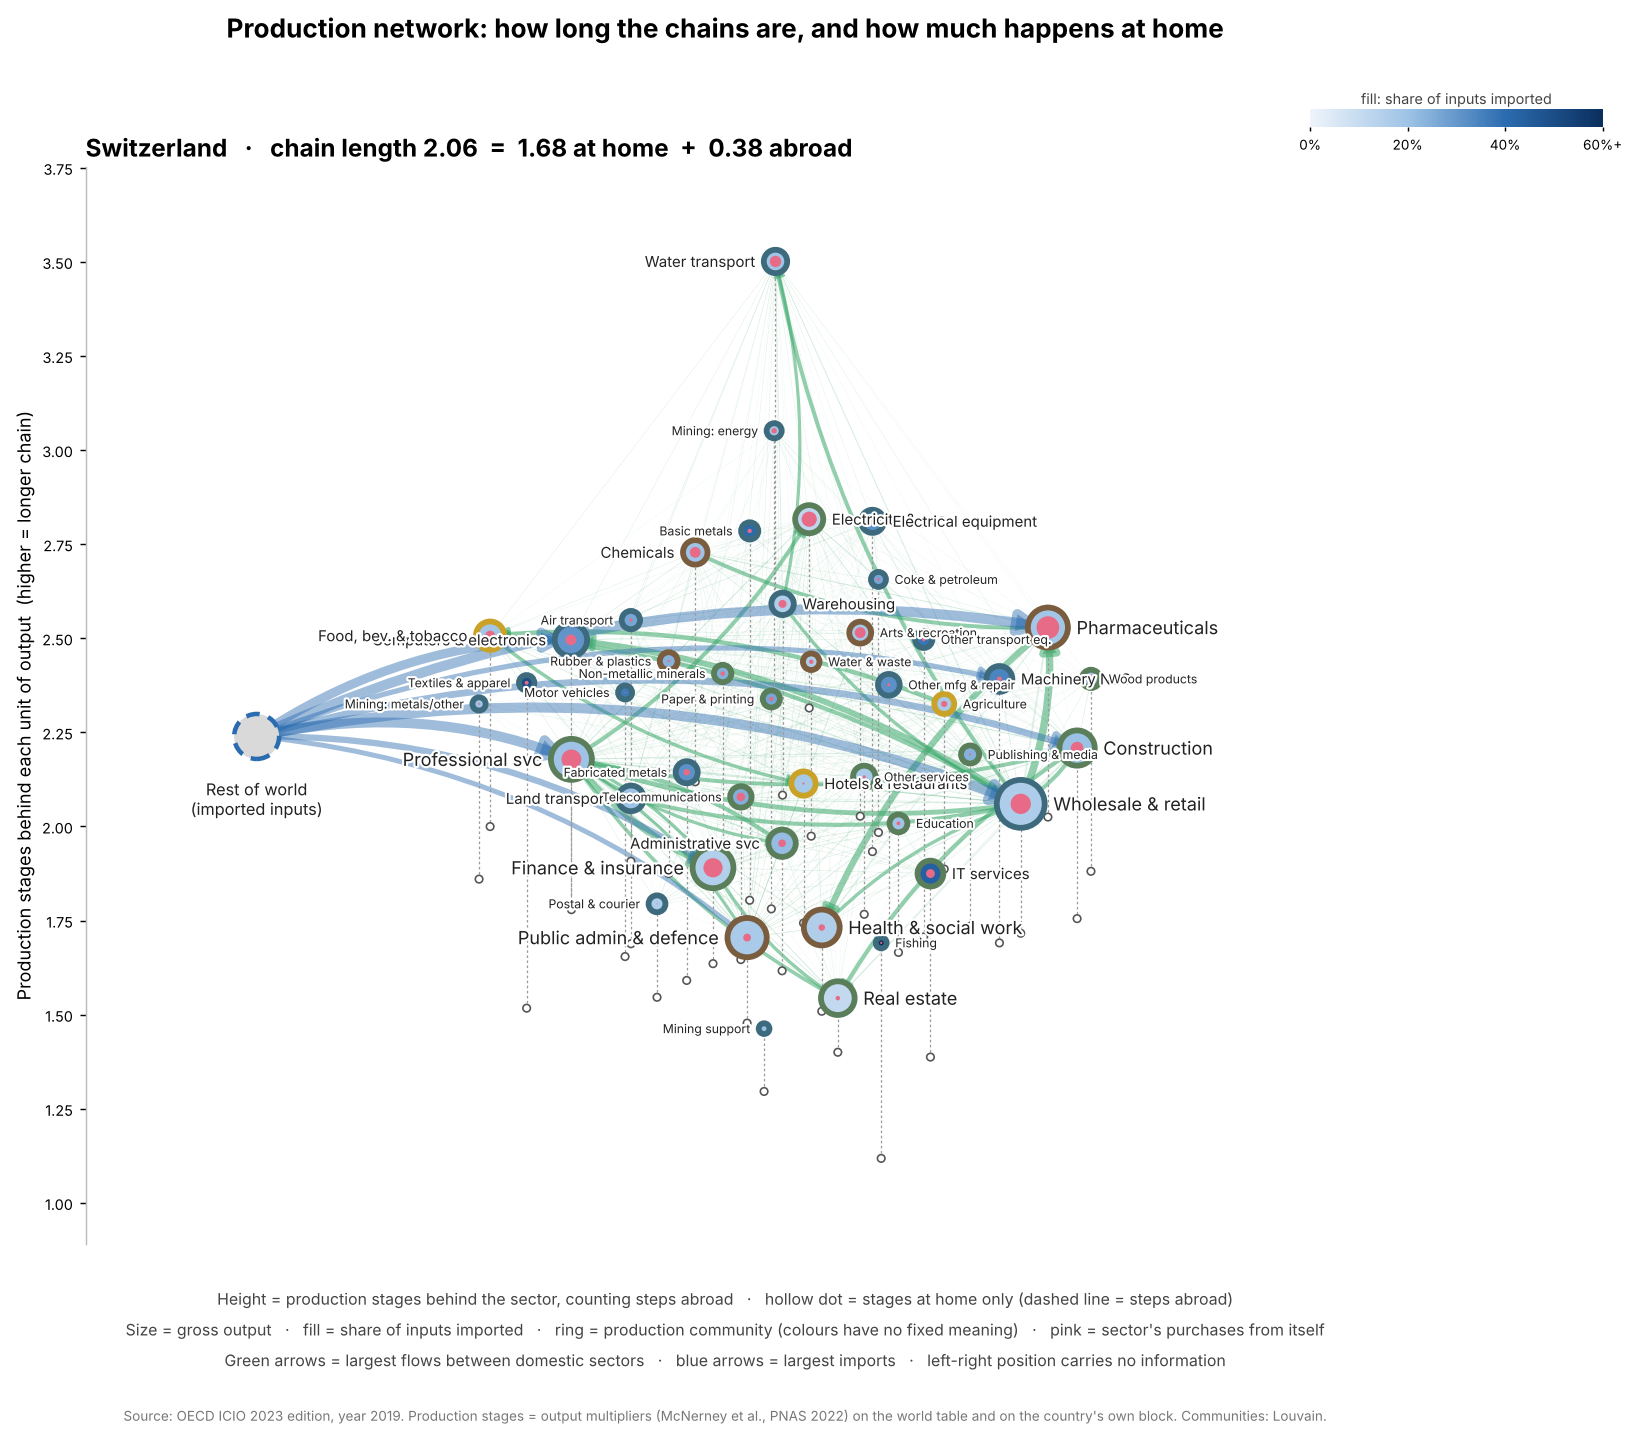 Production network: how long the chains are, and how much happens at home
fill: share of inputs imported
0%
20%
40%
60%+
Switzerland · chain length 2.06 = 1.68 at home + 0.38 abroad
Production stages behind each unit of output (higher = longer chain)
3.75
3.50
3.25
3.00
2.75
2.50
2.25
2.00
1.75
1.50
1.25
1.00
Water transport
Mining: energy
Basic metals
Electrical equipment
Chemicals
Coke & petroleum
Warehousing
Air transport
Food, bev. & tobacco
electronics
Arts & recreation
Other transport eq.
Pharmaceuticals
Rubber & plastics
Water & waste
Non-metallic minerals
Textiles & apparel
Motor vehicles
Other mfg & repair
Machinery
Wood products
Mining: metals/other
Paper & printing
Agriculture
Rest of world
(imported inputs)
Professional svc
Construction
Publishing & media
Fabricated metals
Other services
Hotels & restaurants
Land transport
Telecommunications
Wholesale & retail
Education
Administrative svc
Finance & insurance
IT services
Postal & courier
Public admin & defence
Health & social work
Fishing
Real estate
Mining support
Height = production stages behind the sector, counting steps abroad · hollow dot = stages at home only (dashed line = steps abroad)
Size = gross output · fill = share of inputs imported · ring = production community (colours have no fixed meaning) · pink = sector's purchases from itself
Green arrows = largest flows between domestic sectors · blue arrows = largest imports · left-right position carries no information
Source: OECD ICIO 2023 edition, year 2019. Production stages = output multipliers (McNerney et al., PNAS 2022) on the world table and on the country's own block. Communities: Louvain.